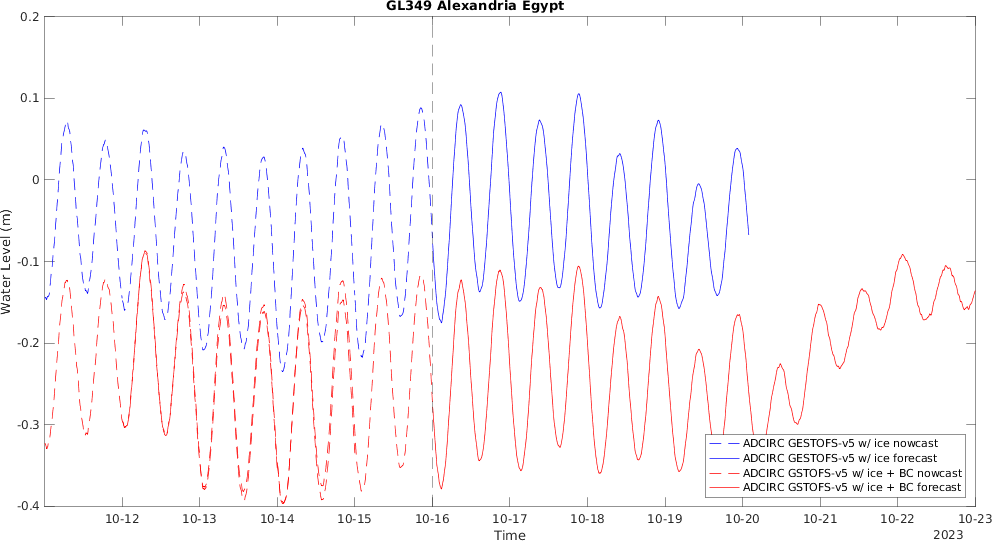 GL349 Alexandria Egypt
Water Level (m)
0.2
0.1
0
-0.1
-0.2
-0.3
-0.4
10-12 10-13 10-14 10-15 10-16 10-17 10-18 10-19 10-20 10-21 10-22 10-23
Time
2023
ADCIRC GESTOFS-v5 w/ ice nowcast
ADCIRC GESTOFS-v5 w/ ice forecast
ADCIRC GSTOFS-v5 w/ ice + BC nowcast
ADCIRC GSTOFS-v5 w/ ice + BC forecast